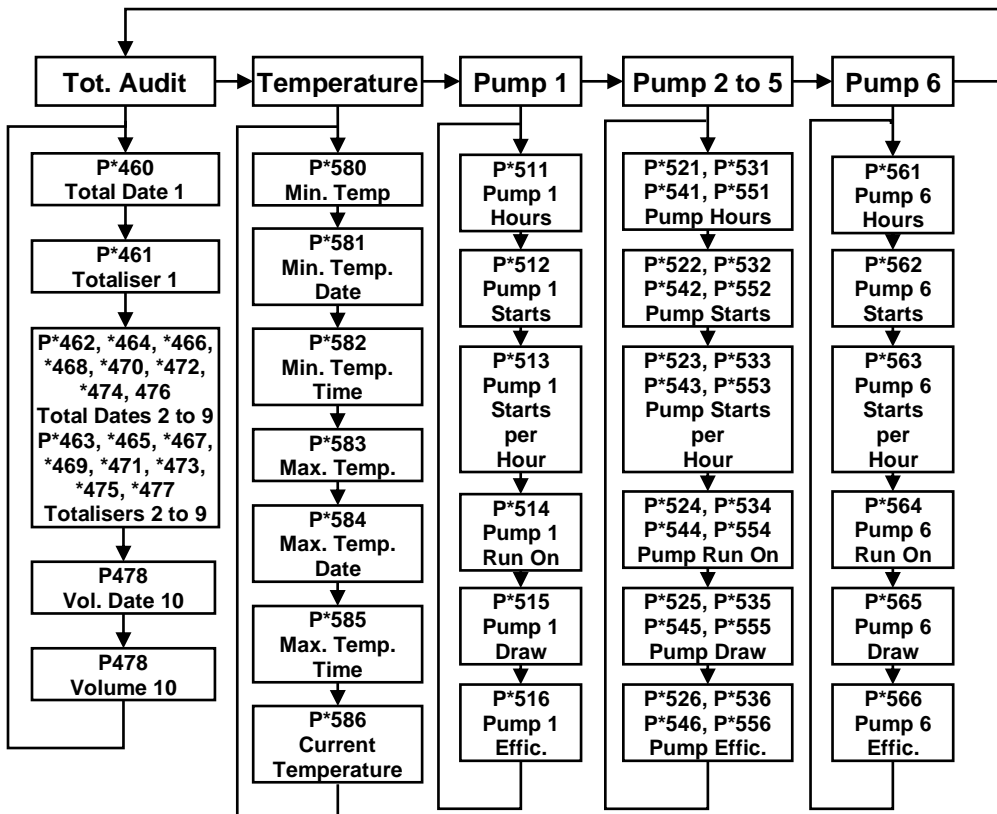 Tot. Audit
Temperature
Pump 1
Pump 2 to 5
Pump 6
P*460
Total Date 1
P*461
Totaliser 1
P*462, *464, *466,
*468, *470, *472,
*474, 476
Total Dates 2 to 9
P*463, *465, *467,
*469, *471, *473,
*475, *477
Totalisers 2 to 9
P478
Vol. Date 10
P478
Volume 10
P*580
Min. Temp
P*581
Min. Temp.
Date
P*582
Min. Temp.
Time
P*583
Max. Temp.
P*584
Max. Temp.
Date
P*585
Max. Temp.
Time
P*586
Current
Temperature
P*511
Pump 1
Hours
P*512
Pump 1
Starts
P*513
Pump 1
Starts
per
Hour
P*514
Pump 1
Run On
P*515
Pump 1
Draw
P*516
Pump 1
Effic.
P*521, P*531
P*541, P*551
Pump Hours
P*522, P*532
P*542, P*552
Pump Starts
P*523, P*533
P*543, P*553
Pump Starts
per
Hour
P*524, P*534
P*544, P*554
Pump Run On
P*525, P*535
P*545, P*555
Pump Draw
P*526, P*536
P*546, P*556
Pump Effic.
P*561
Pump 6
Hours
P*562
Pump 6
Starts
P*563
Pump 6
Starts
per
Hour
P*564
Pump 6
Run On
P*565
Pump 6
Draw
P*566
Pump 6
Effic.